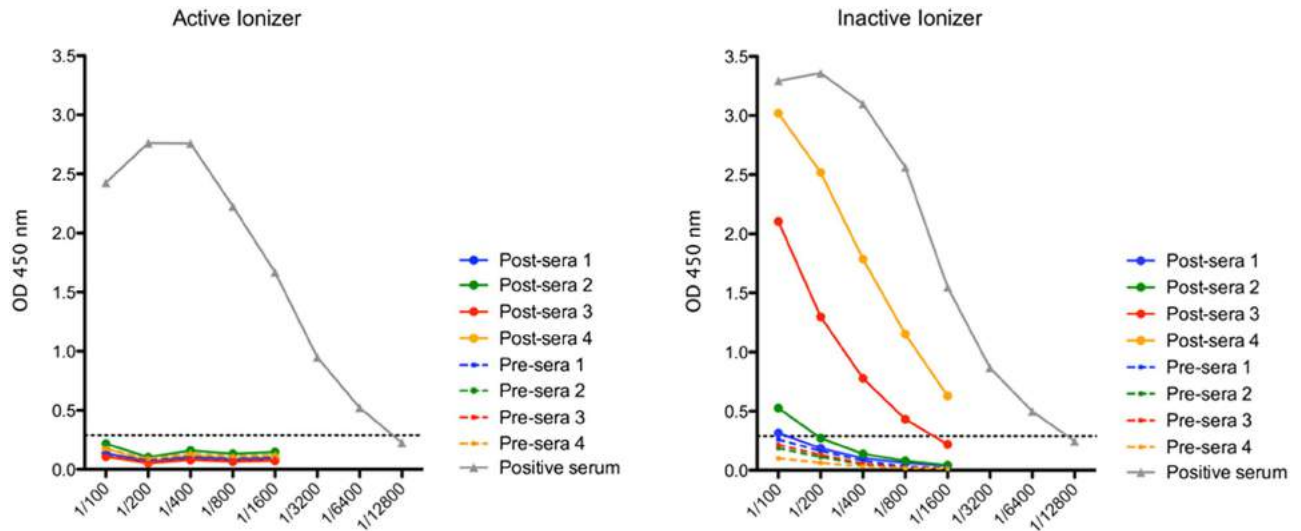 Active Ionizer
3.5
3.0
2.5
2.0
1.5
1.0
0.5
0.0
OD 450 nm
1/100
1/200
1/400
1/800
1/1600
1/3200
1/6400
1/12800
Post-sera 1
Post-sera 2
Post-sera 3
Post-sera 4
Pre-sera 1
Pre-sera 2
Pre-sera 3
Pre-sera 4
Positive serum
Inactive Ionizer
3.5
3.0
2.5
2.0
1.5
1.0
0.5
0.0
OD 450 nm
1/100
1/200
1/400
1/800
1/1600
1/3200
1/6400
1/12800
Post-sera 1
Post-sera 2
Post-sera 3
Post-sera 4
Pre-sera 1
Pre-sera 2
Pre-sera 3
Pre-sera 4
Positive serum